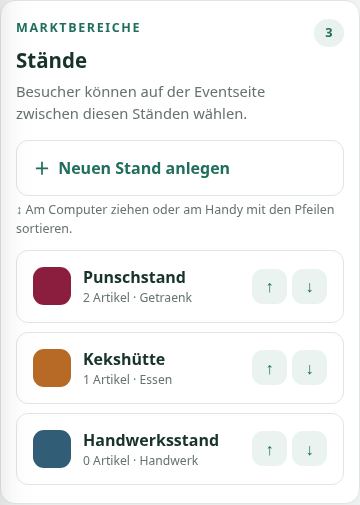 MARKTBEREICHE
3
Stände
Besucher können auf der Eventseite
zwischen diesen Ständen wählen.
+ Neuen Stand anlegen
↕ Am Computer ziehen oder am Handy mit den Pfeilen
sortieren.
Punschstand
2 Artikel · Getraenk
↑ ↓
Kekshütte
1 Artikel · Essen
↑ ↓
Handwerksstand
0 Artikel · Handwerk
↑ ↓